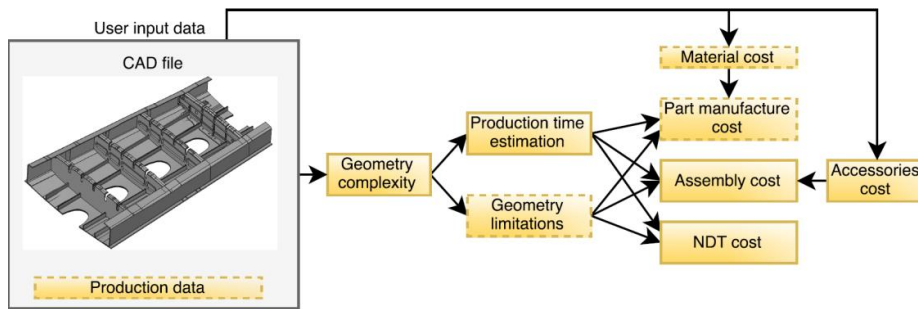 User input data
CAD file
Production data
Geometry
complexity
Production time
estimation
Geometry
limitations
Material cost
Part manufacture
cost
Assembly cost
NDT cost
Accessories
cost